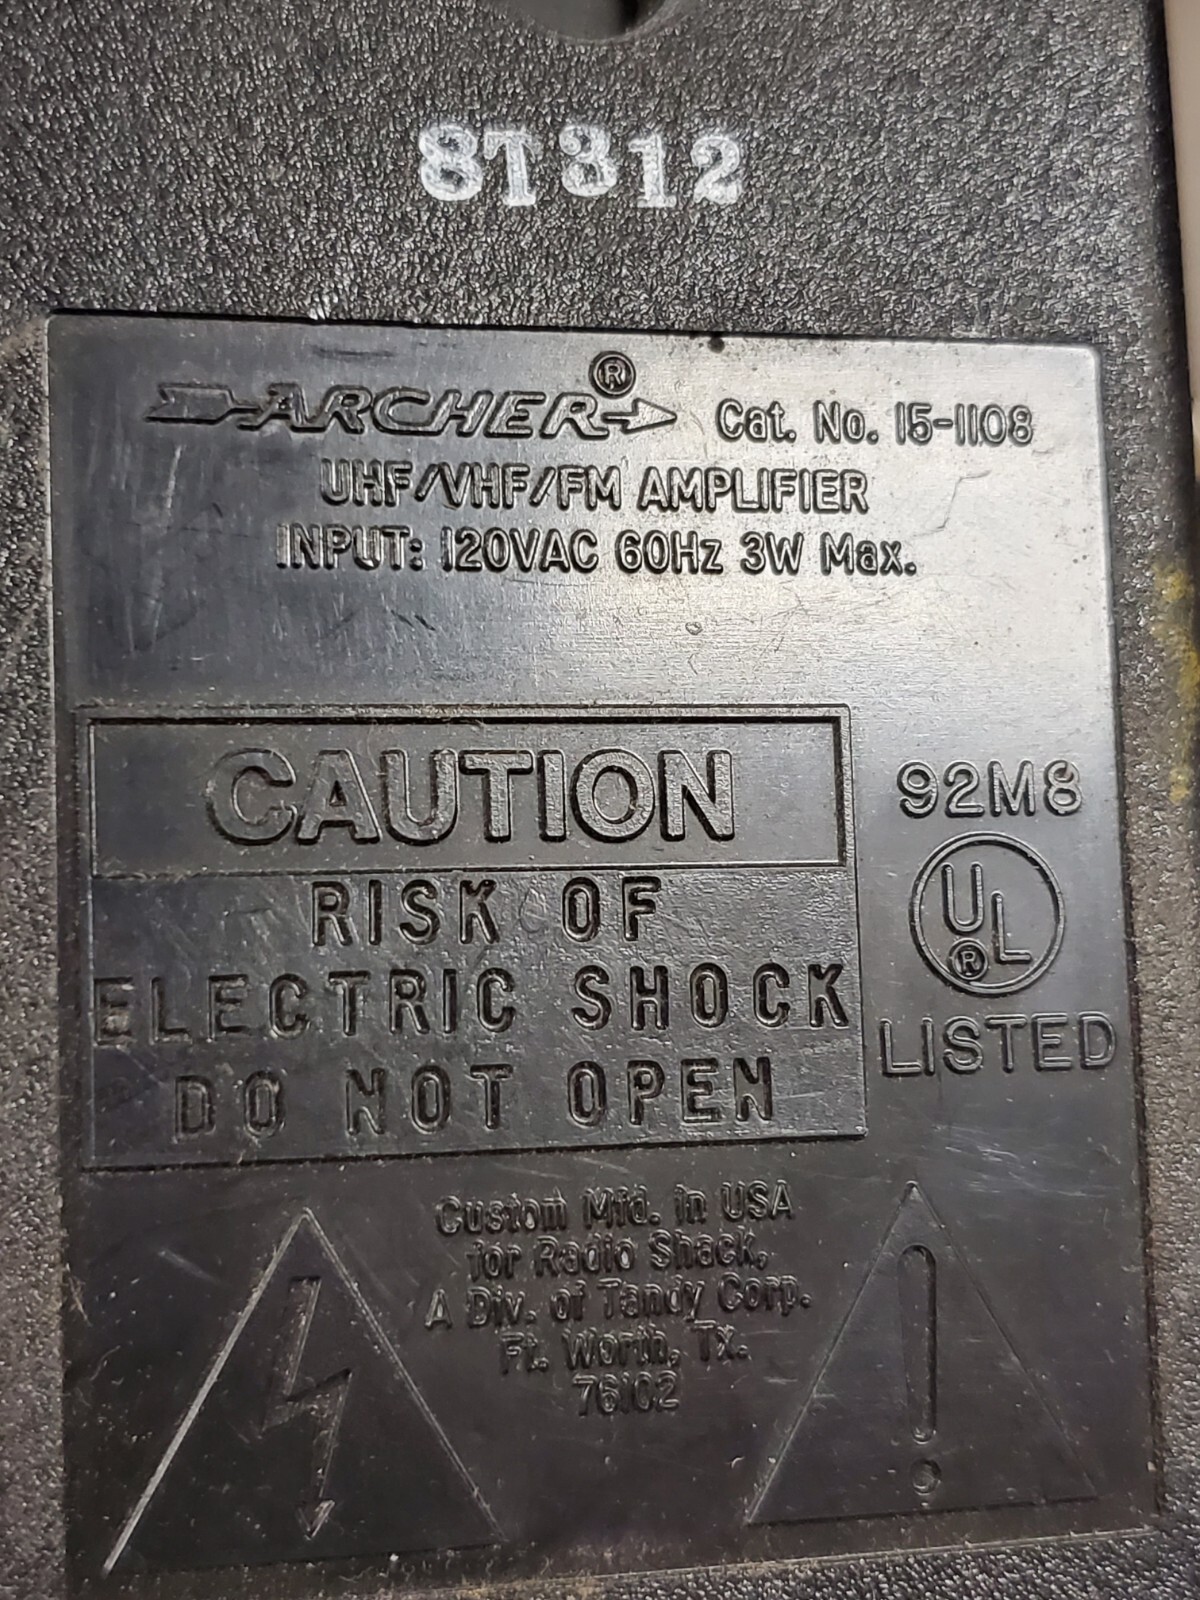 8T312
ARCHER® Cat. No. 15-1108
UHF/VHF/FM AMPLIFIER
INPUT: 120VAC 60Hz 3W Max.
CAUTION
RISK OF
ELECTRIC SHOCK
DO NOT OPEN
92M8
UL®
LISTED
Custom Mfd. in USA
for Radio Shack,
A Div. of Tandy Corp.
Ft. Worth, Tx.
76102